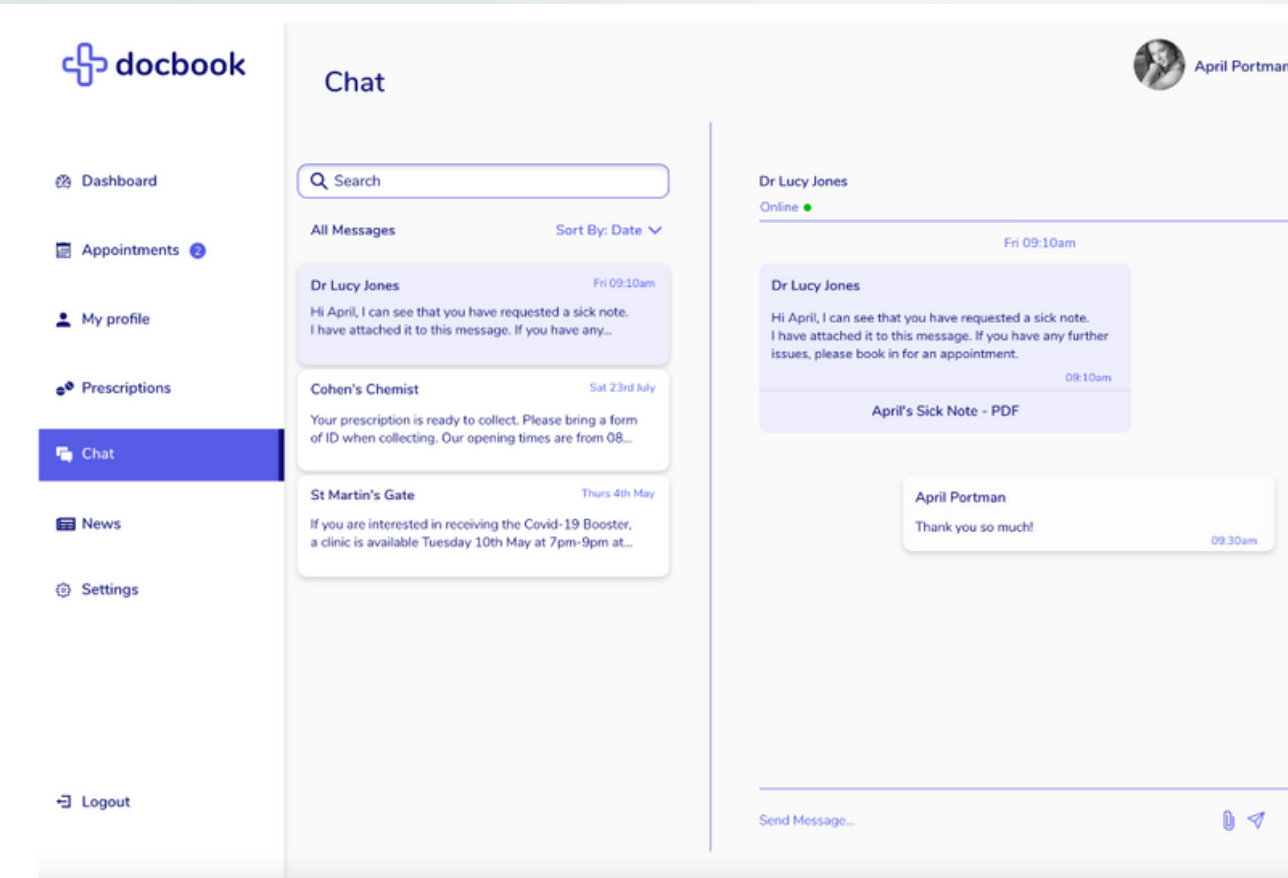 docbook
Chat
April Portman
Dashboard
Appointments 2
My profile
Prescriptions
Chat
News
Settings
Logout
Search
All Messages
Sort By: Date
Dr Lucy Jones
Fri 09:10am
Hi April, I can see that you have requested a sick note.
I have attached it to this message. If you have any...
Cohen's Chemist
Sat 23rd July
Your prescription is ready to collect. Please bring a form
of ID when collecting. Our opening times are from 08...
St Martin's Gate
Thurs 4th May
If you are interested in receiving the Covid-19 Booster,
a clinic is available Tuesday 10th May at 7pm-9pm at...
Dr Lucy Jones
Online
Fri 09:10am
Dr Lucy Jones
Hi April, I can see that you have requested a sick note.
I have attached it to this message. If you have any further
issues, please book in for an appointment.
09:10am
April's Sick Note - PDF
April Portman
Thank you so much!
09:30am
Send Message...